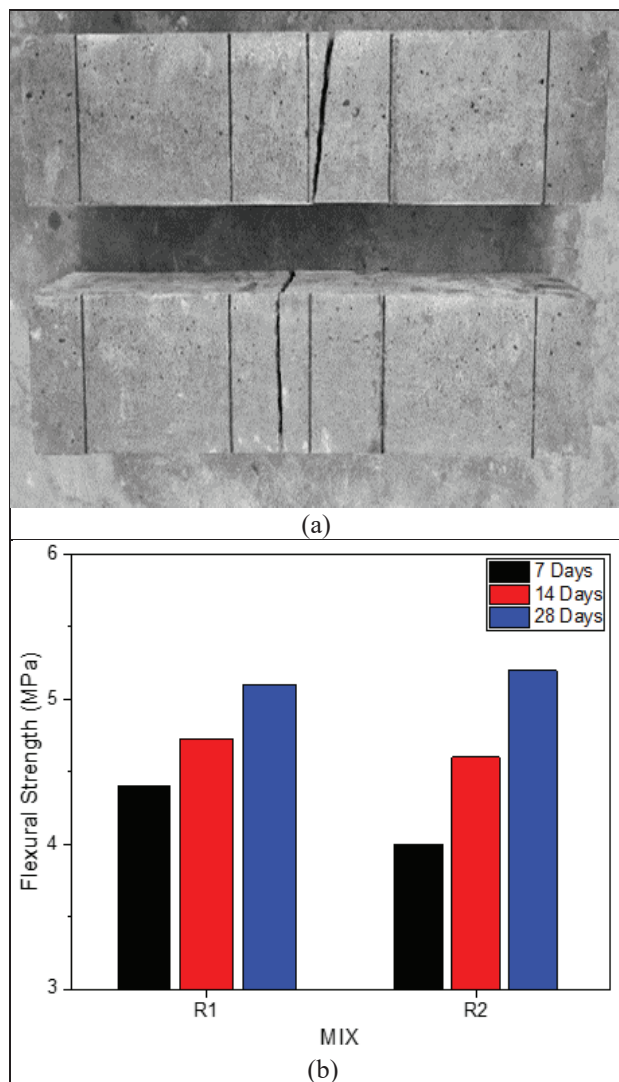 (a)
6
7 Days
14 Days
28 Days
5
4
3
Flexural Strength (MPa)
R1 R2
MIX
(b)